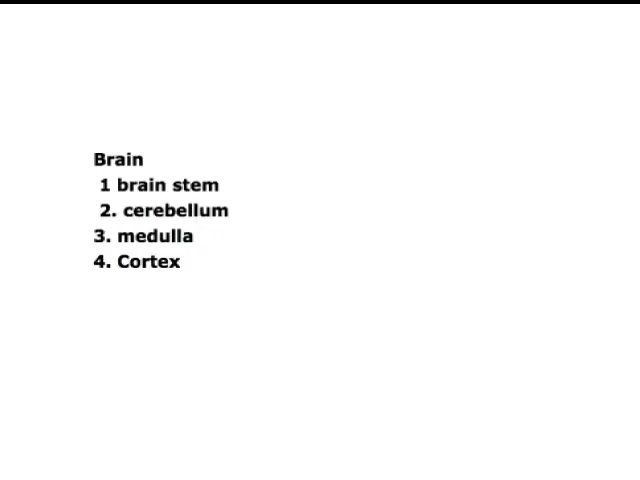 Brain
1 brain stem
2. cerebellum
3. medulla
4. Cortex